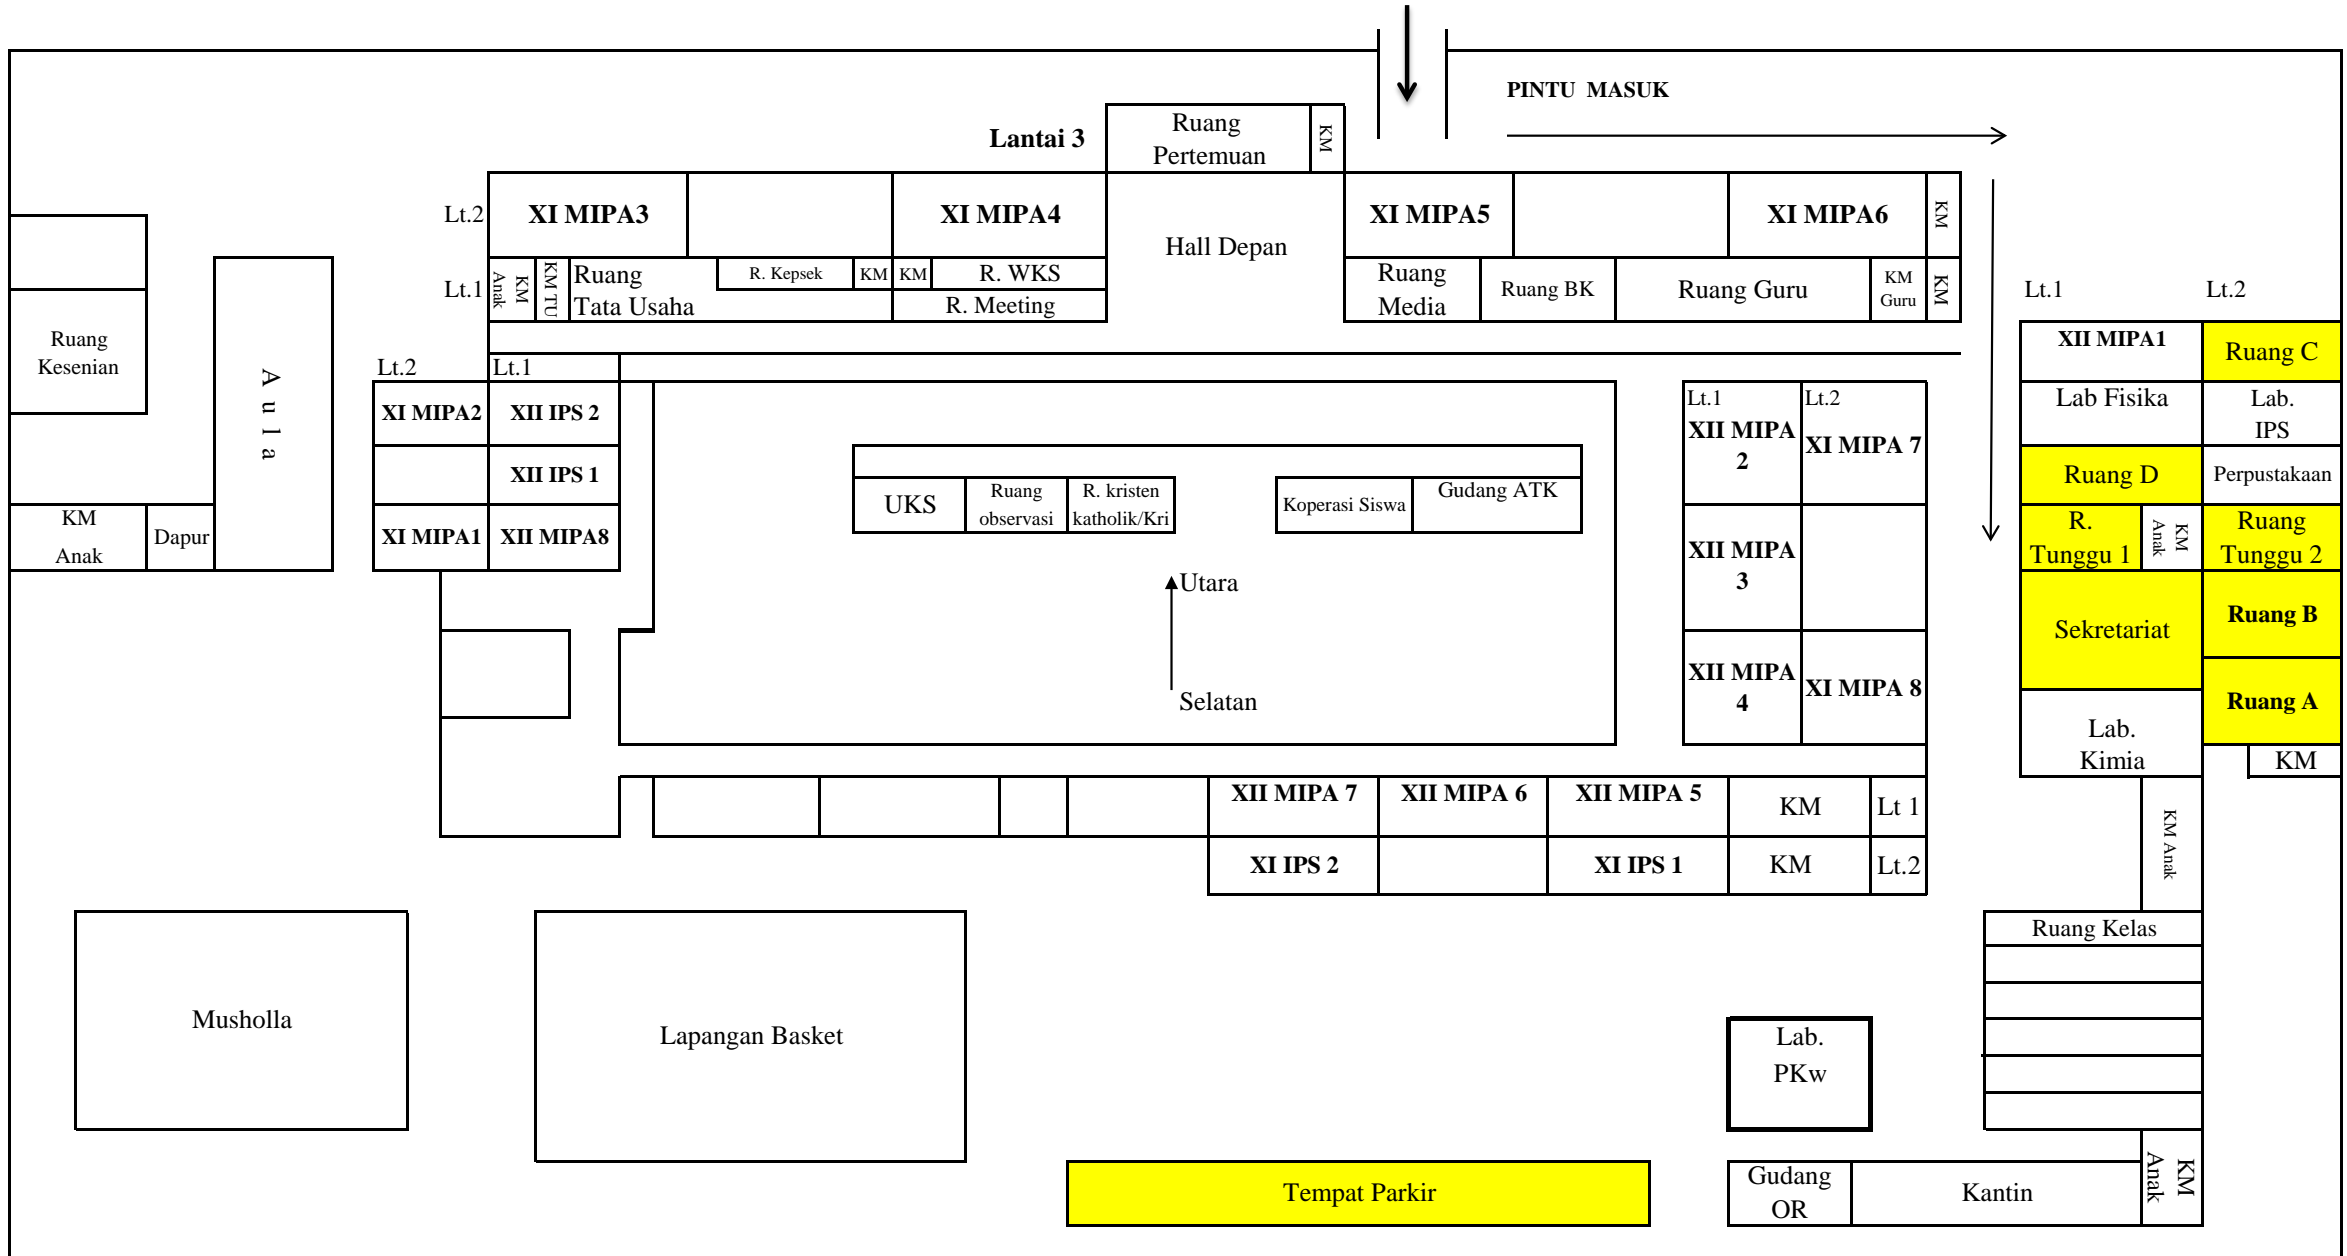 PINTU MASUK
Lantai 3
Ruang
Pertemuan
KM
Lt.2
XI MIPA3
XI MIPA4
Hall Depan
XI MIPA5
XI MIPA6
KM
Lt.1
KM
Anak
KM TU
Ruang
Tata Usaha
R. Kepsek
KM
KM
R. WKS
R. Meeting
Ruang
Media
Ruang BK
Ruang Guru
KM
Guru
KM
Lt.1
Lt.2
Ruang
Kesenian
Aula
KM
Anak
Dapur
Lt.2
Lt.1
XI MIPA2
XII IPS 2
XII IPS 1
XI MIPA1
XII MIPA8
UKS
Ruang
observasi
R. kristen
katholik/Kri
Koperasi Siswa
Gudang ATK
Utara
Selatan
Lt.1
Lt.2
XII MIPA
2
XI MIPA 7
XII MIPA
3
XII MIPA
4
XI MIPA 8
XII MIPA1
Ruang C
Lab Fisika
Lab.
IPS
Ruang D
Perpustakaan
R.
Tunggu 1
KM
Anak
Ruang
Tunggu 2
Sekretariat
Ruang B
Ruang A
Lab.
Kimia
KM
XII MIPA 7
XII MIPA 6
XII MIPA 5
KM
Lt 1
XI IPS 2
XI IPS 1
KM
Lt.2
KM Anak
Ruang Kelas
Musholla
Lapangan Basket
Lab.
PKw
Tempat Parkir
Gudang
OR
Kantin
KM
Anak